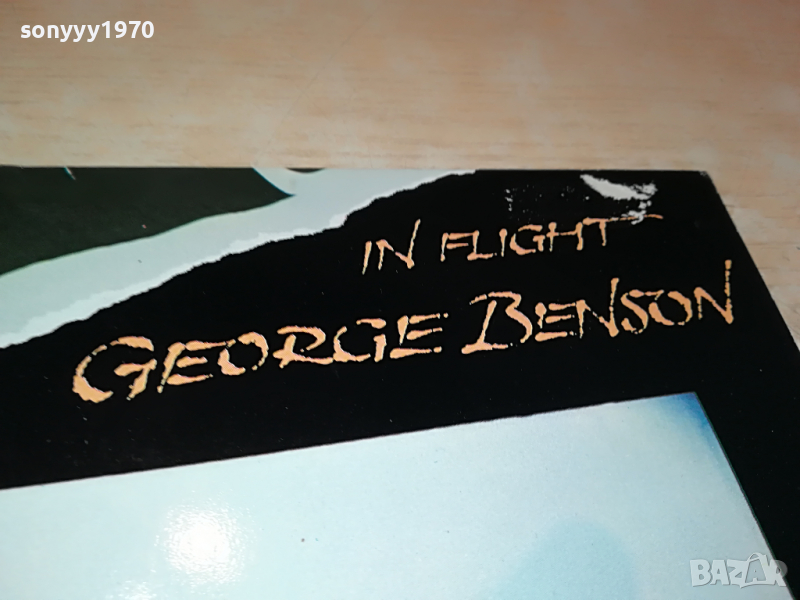 sonyyy1970
IN FLIGHT
GEORGE BENSON
BAZAR